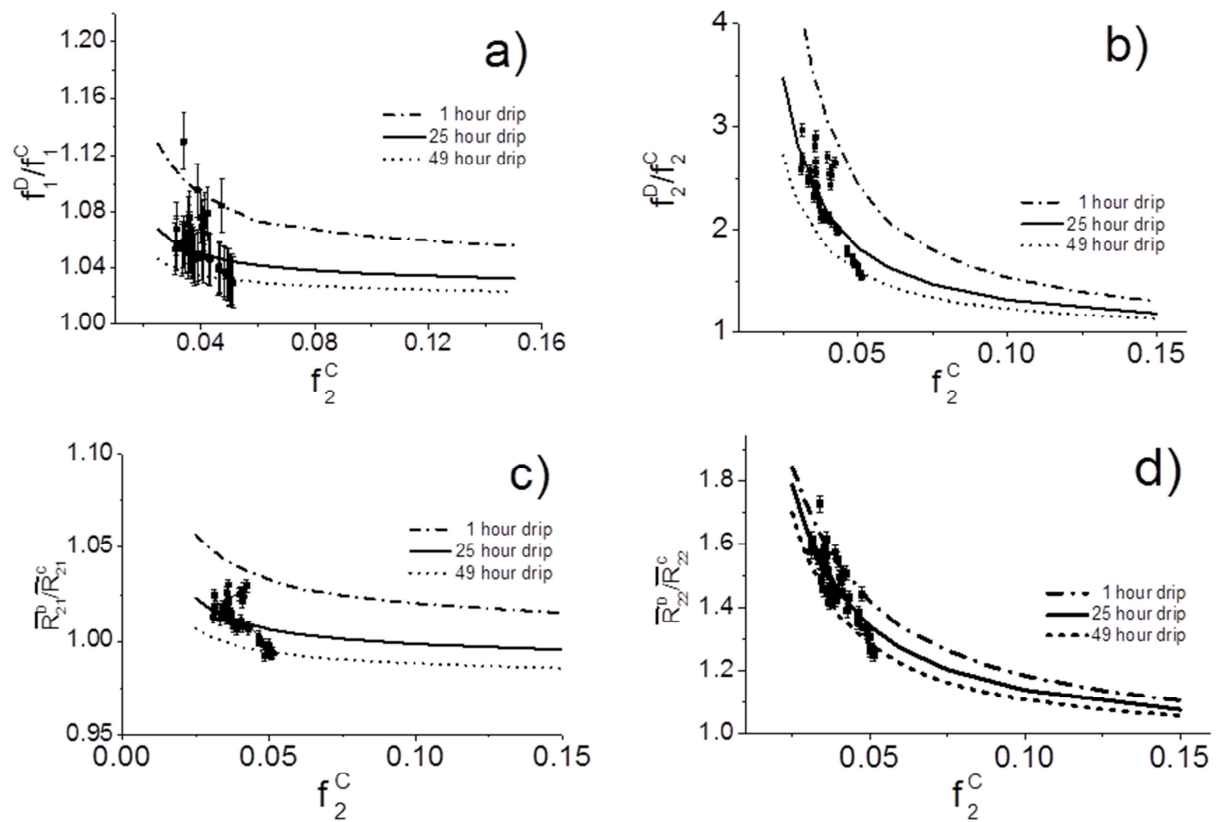 a)
1.20
1.16
1.12
1.08
1.04
1.00
f₁ᴰ/f₁ᶜ
1 hour drip
25 hour drip
49 hour drip
0.04 0.08 0.12 0.16
f₂ᶜ
b)
4
3
2
1
f₂ᴰ/f₂ᶜ
1 hour drip
25 hour drip
49 hour drip
0.05 0.10 0.15
f₂ᶜ
c)
1.10
1.05
1.00
0.95
R̅₂₁ᴰ/R̅₂₁ᶜ
1 hour drip
25 hour drip
49 hour drip
0.00 0.05 0.10 0.15
f₂ᶜ
d)
1.8
1.6
1.4
1.2
1.0
R̅₂₂ᴰ/R̅₂₂ᶜ
1 hour drip
25 hour drip
49 hour drip
0.05 0.10 0.15
f₂ᶜ